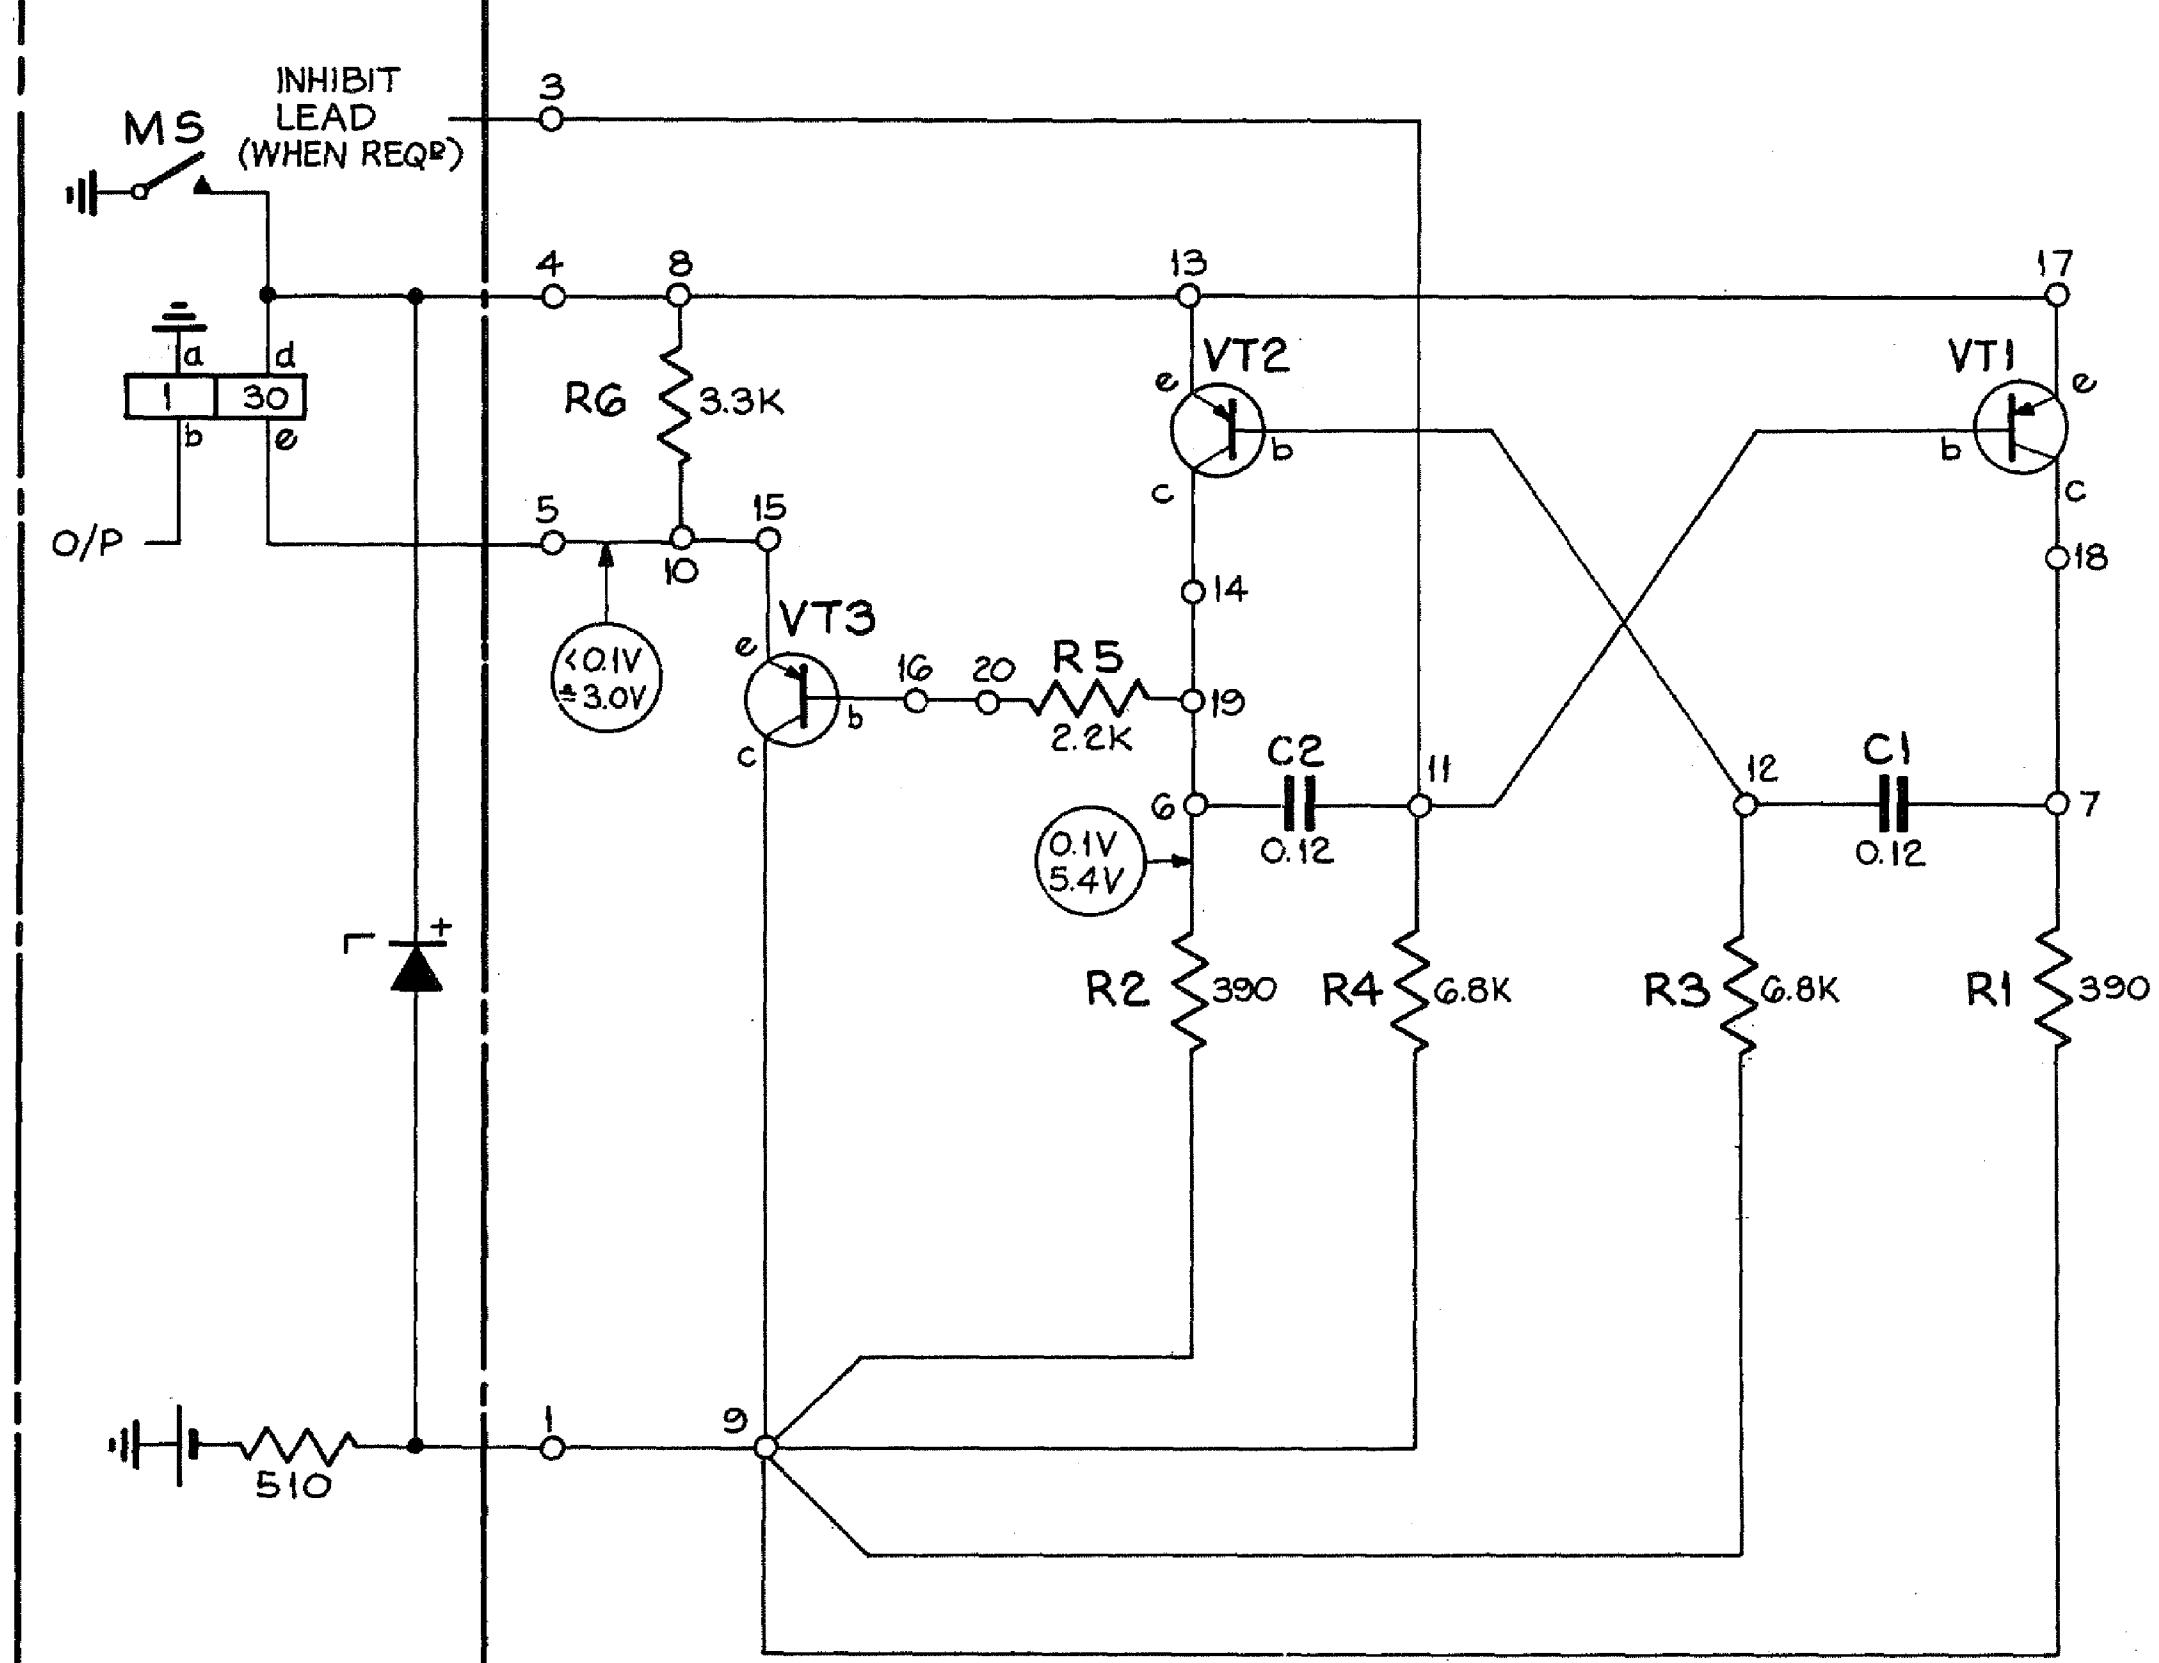 INHIBIT
LEAD
(WHEN REQD)
MS
3
4
8
13
17
a
d
1
30
b
e
O/P
R6
3.3K
VT2
e
b
c
VT1
e
b
c
5
10
15
14
18
<0.1V
≏3.0V
VT3
e
b
c
16
20
R5
2.2K
19
6
C2
0.12
11
12
C1
0.12
7
0.1V
5.4V
+
R2
390
R4
6.8K
R3
6.8K
R1
390
510
1
9